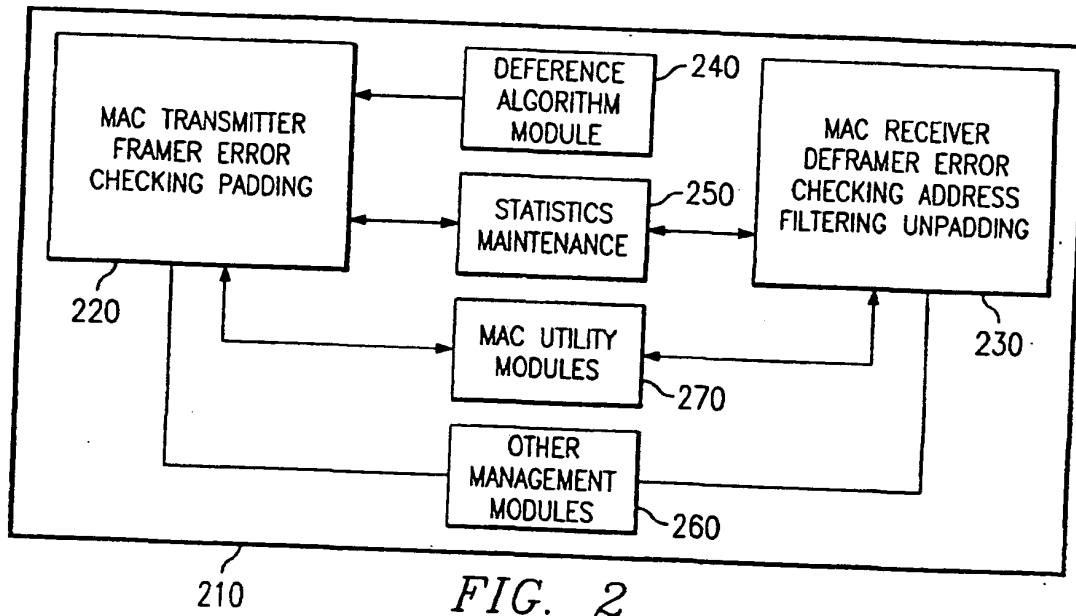 MAC TRANSMITTER
FRAMER ERROR
CHECKING PADDING
220
DEFERENCE
ALGORITHM
MODULE
240
STATISTICS
MAINTENANCE
250
MAC UTILITY
MODULES
270
OTHER
MANAGEMENT
MODULES
260
MAC RECEIVER
DEFRAMER ERROR
CHECKING ADDRESS
FILTERING UNPADDING
230
210
FIG. 2